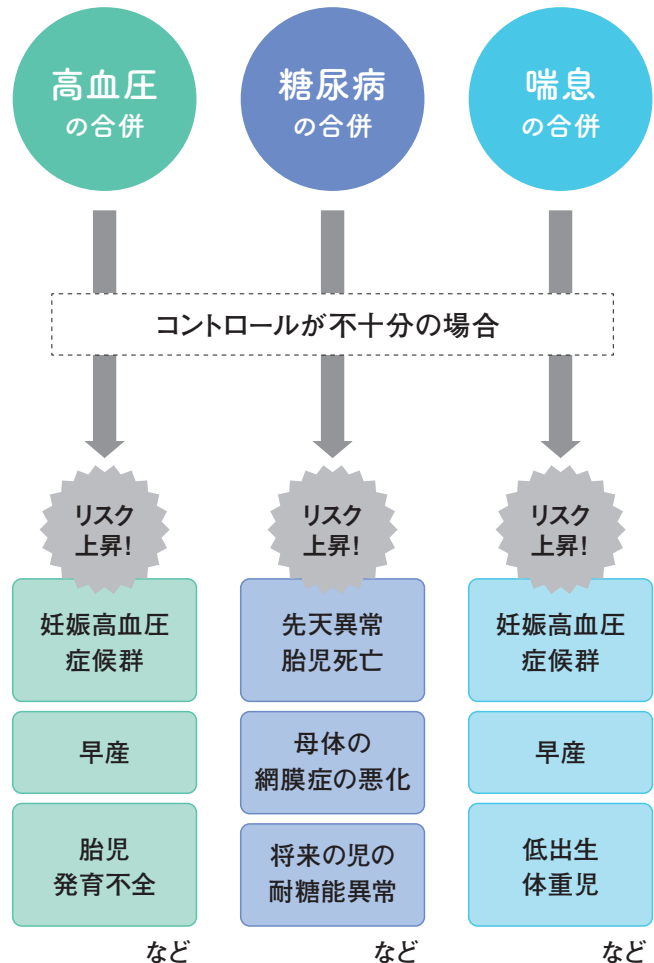 高血圧
の合併
糖尿病
の合併
喘息
の合併
コントロールが不十分の場合
リスク
上昇!
リスク
上昇!
リスク
上昇!
妊娠高血圧
症候群
早産
胎児
発育不全
など
先天異常
胎児死亡
母体の
網膜症の悪化
将来の児の
耐糖能異常
など
妊娠高血圧
症候群
早産
低出生
体重児
など